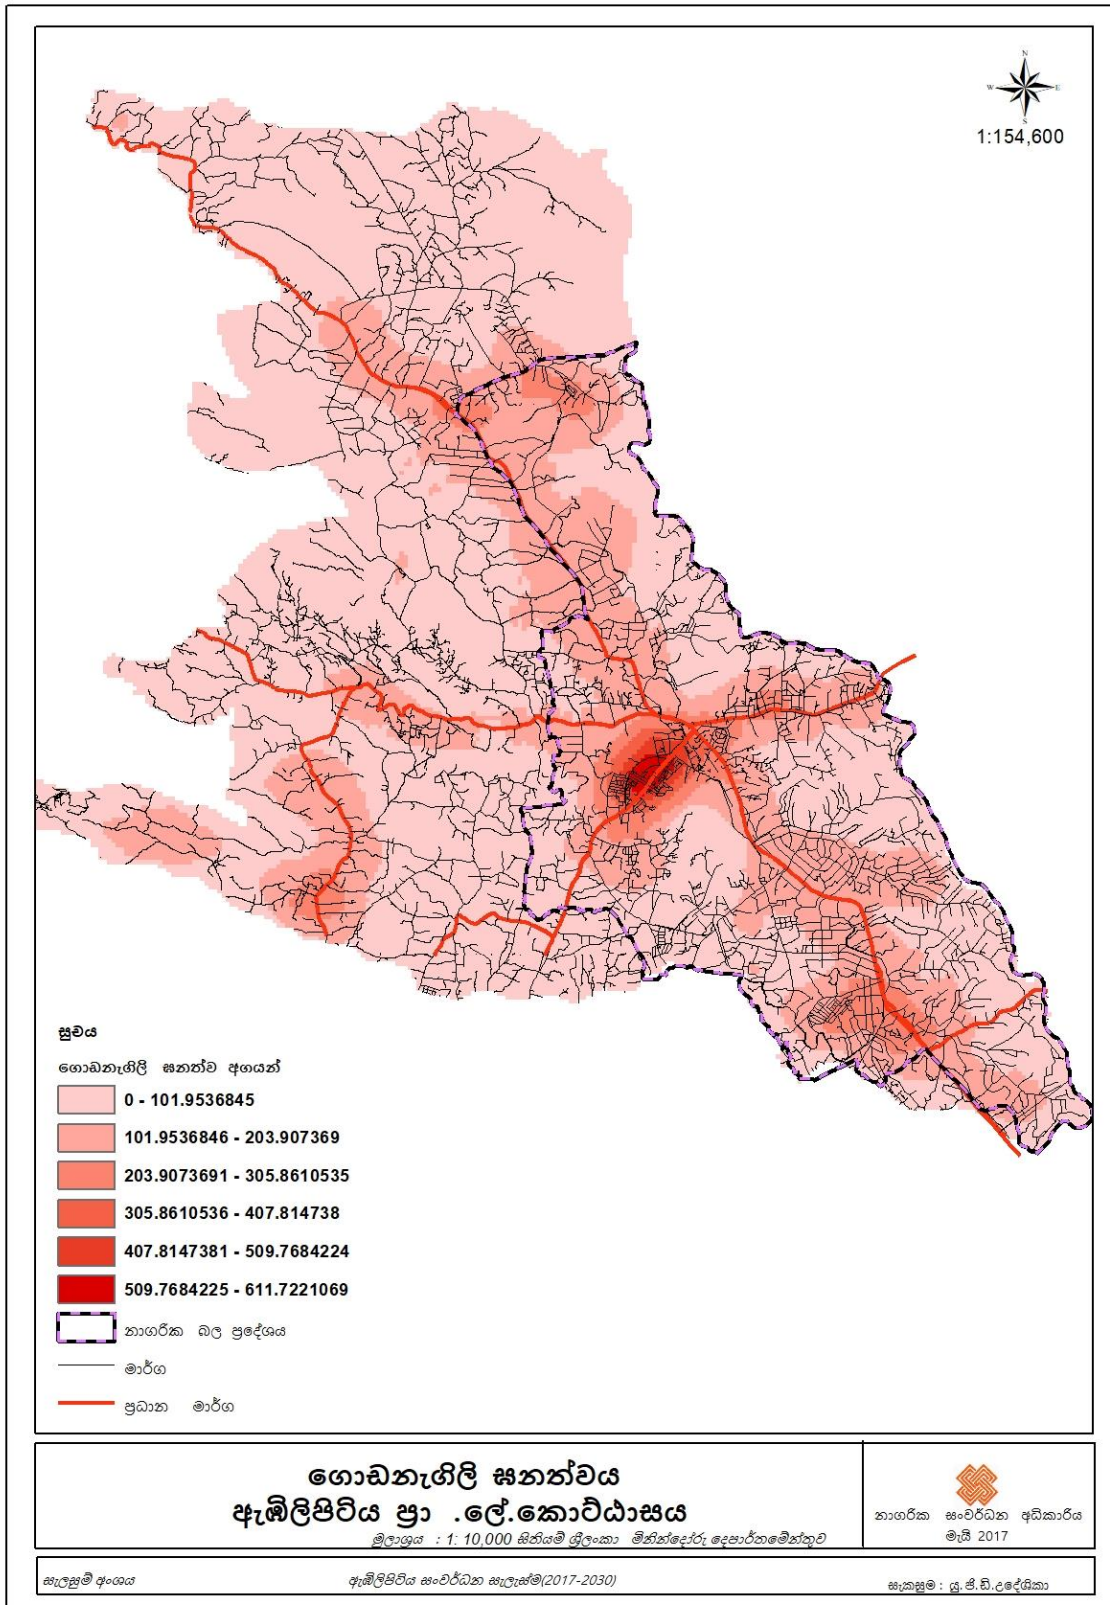 N
W E
S
1:154,600
සුචය
ගොඩනැගිලි ඝනත්ව අගයන්
0 - 101.9536845
101.9536846 - 203.907369
203.9073691 - 305.8610535
305.8610536 - 407.814738
407.8147381 - 509.7684224
509.7684225 - 611.7221069
නාගරික බල ප්‍රදේශය
මාර්ග
ප්‍රධාන මාර්ග
ගොඩනැගිලි ඝනත්වය
ඇඹිලිපිටිය ප්‍රා .ලේ.කොට්ඨාසය
මුලාශ්‍රය : 1: 10,000 සිතියම් ශ්‍රීලංකා මිනින්දෝරු දෙපාර්තමේන්තුව
නාගරික සංවර්ධන අධිකාරිය
මැයි 2017
සැලසුම් අංශය
ඇඹිලිපිටිය සංවර්ධන සැලැස්ම(2017-2030)
සැකසුම : යු.ජී.ඩි.උදේශිකා